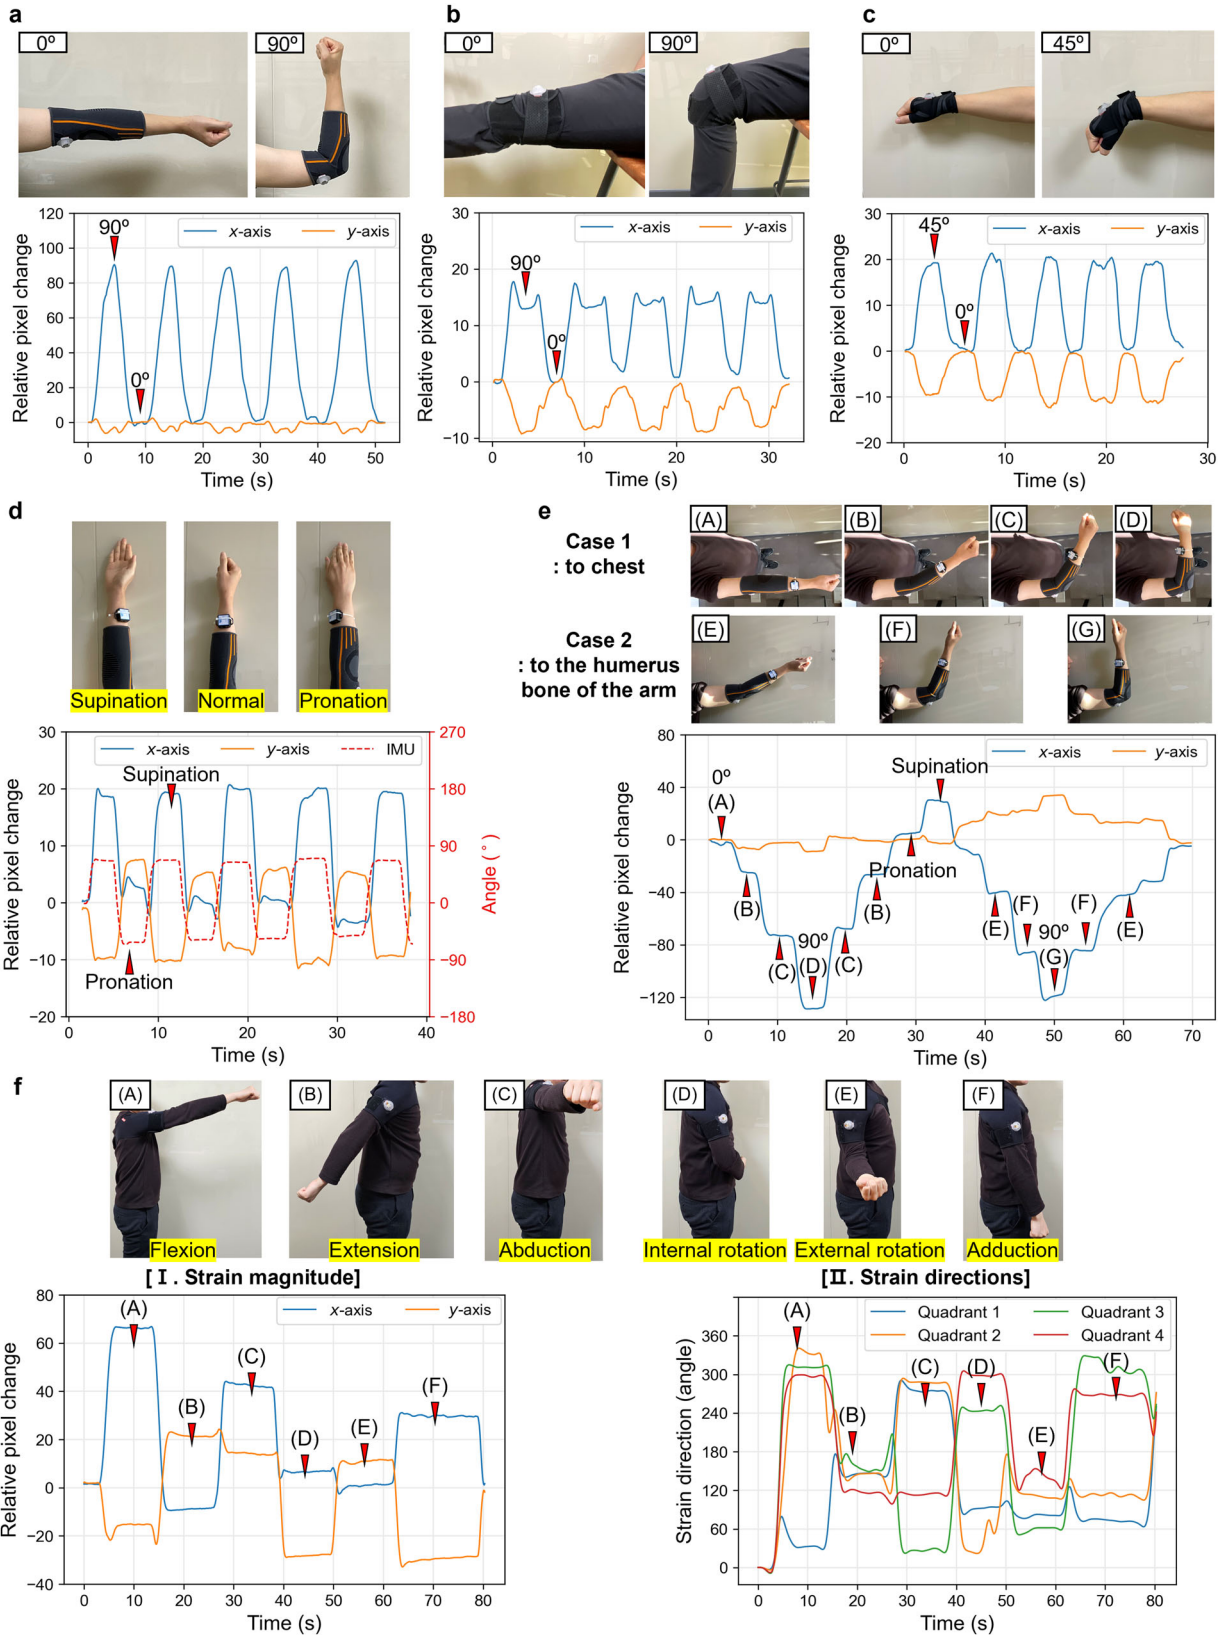 a
0º
90º
120
100
80
60
40
20
0
90º
0º
x-axis
y-axis
Relative pixel change
0 10 20 30 40 50
Time (s)
b
0º
90º
30
20
10
0
−10
90º
0º
x-axis
y-axis
Relative pixel change
0 10 20 30
Time (s)
c
0º
45º
30
20
10
0
−10
−20
45º
0º
x-axis
y-axis
Relative pixel change
0 10 20 30
Time (s)
d
Supination
Normal
Pronation
30
20
10
0
−10
−20
x-axis
y-axis
IMU
Supination
Pronation
270
180
90
0
−90
−180
Relative pixel change
Angle (°)
0 10 20 30 40
Time (s)
e
Case 1
: to chest
(A)
(B)
(C)
(D)
Case 2
: to the humerus
bone of the arm
(E)
(F)
(G)
80
40
0
−40
−80
−120
x-axis
y-axis
0º
(A)
(B)
(C)
90º
(D)
(C)
(B)
Supination
Pronation
(E)
(F)
90º
(G)
(F)
(E)
Relative pixel change
0 10 20 30 40 50 60 70
Time (s)
f
(A)
(B)
(C)
(D)
(E)
(F)
Flexion
Extension
Abduction
Internal rotation
External rotation
Adduction
[Ⅰ. Strain magnitude]
80
60
40
20
0
−20
−40
x-axis
y-axis
(A)
(B)
(C)
(D)
(E)
(F)
Relative pixel change
0 10 20 30 40 50 60 70 80
Time (s)
[Ⅱ. Strain directions]
360
300
240
180
120
60
0
Quadrant 1
Quadrant 2
Quadrant 3
Quadrant 4
(A)
(B)
(C)
(D)
(E)
(F)
Strain direction (angle)
0 10 20 30 40 50 60 70 80
Time (s)